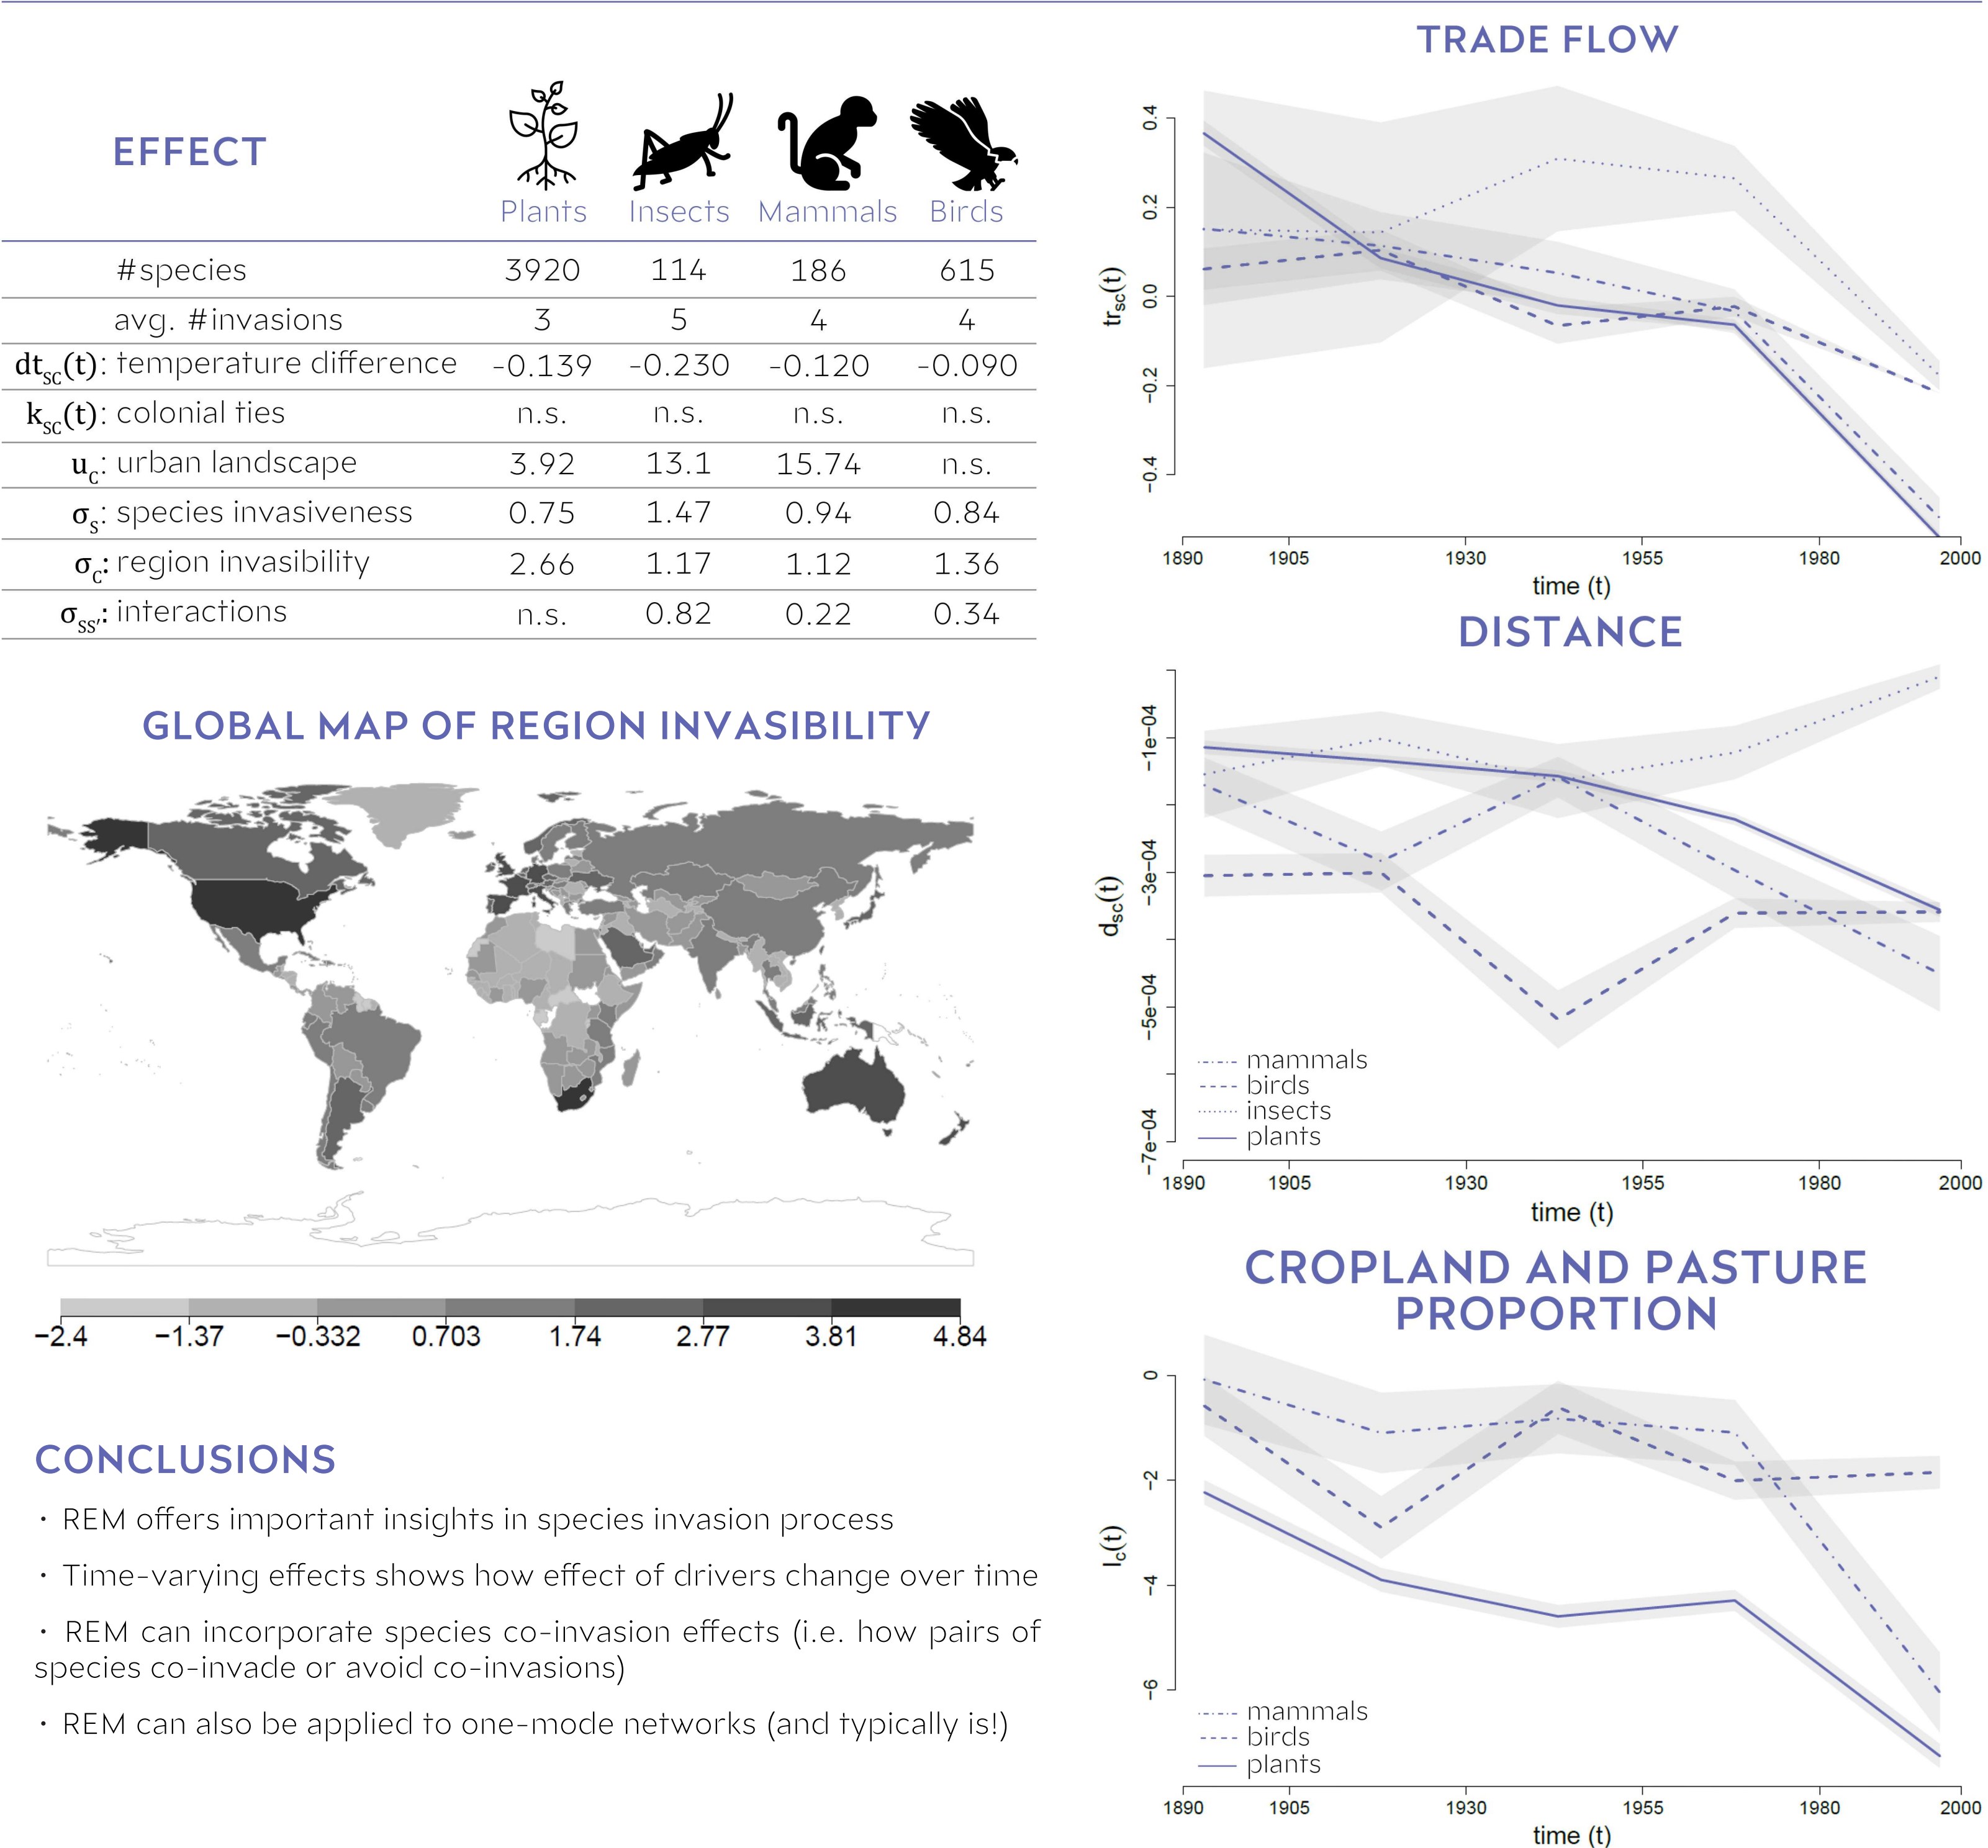 EFFECT
Plants Insects Mammals Birds
#species 3920 114 186 615
avg. #invasions 3 5 4 4
dtsc(t): temperature difference -0.139 -0.230 -0.120 -0.090
ksc(t): colonial ties n.s. n.s. n.s. n.s.
uc: urban landscape 3.92 13.1 15.74 n.s.
σs: species invasiveness 0.75 1.47 0.94 0.84
σc: region invasibility 2.66 1.17 1.12 1.36
σss': interactions n.s. 0.82 0.22 0.34
GLOBAL MAP OF REGION INVASIBILITY
−2.4 −1.37 −0.332 0.703 1.74 2.77 3.81 4.84
CONCLUSIONS
· REM offers important insights in species invasion process
· Time-varying effects shows how effect of drivers change over time
· REM can incorporate species co-invasion effects (i.e. how pairs of
species co-invade or avoid co-invasions)
· REM can also be applied to one-mode networks (and typically is!)
TRADE FLOW
trsc(t)
0.4
0.2
0.0
−0.2
−0.4
1890 1905 1930 1955 1980 2000
time (t)
DISTANCE
dsc(t)
−1e−04
−3e−04
−5e−04
−7e−04
mammals
birds
insects
plants
1890 1905 1930 1955 1980 2000
time (t)
CROPLAND AND PASTURE
PROPORTION
lc(t)
0
−2
−4
−6
mammals
birds
plants
1890 1905 1930 1955 1980 2000
time (t)